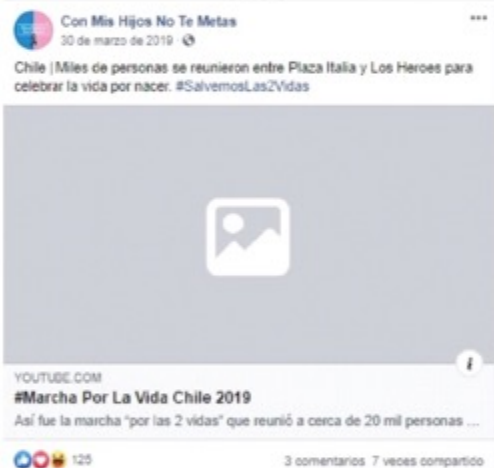 Con Mis Hijos No Te Metas
30 de marzo de 2019 ·
Chile | Miles de personas se reunieron entre Plaza Italia y Los Heroes para
celebrar la vida por nacer. #SalvemosLas2Vidas
YOUTUBE.COM
#Marcha Por La Vida Chile 2019
Así fue la marcha "por las 2 vidas" que reunió a cerca de 20 mil personas ...
125
3 comentarios 7 veces compartido